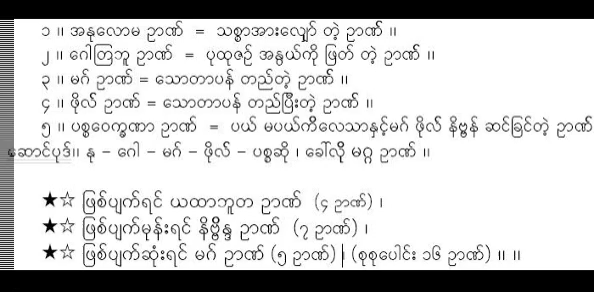 ၁ ။ အနုလောမ ဉာဏ် = သစ္စာအားလျော် တဲ့ ဉာဏ် ။
၂ ။ ဂေါတြဘူ ဉာဏ် = ပုထုဇဉ် အနွယ်ကို ဖြတ် တဲ့ ဉာဏ် ။
၃ ။ မဂ် ဉာဏ် = သောတာပန် တည်တဲ့ ဉာဏ် ။
၄ ။ ဖိုလ် ဉာဏ် = သောတာပန် တည်ပြီးတဲ့ ဉာဏ် ။
၅ ။ ပစ္စဝေက္ခဏာ ဉာဏ် = ပယ် မပယ်ကိလေသာနှင့်မဂ် ဖိုလ် နိဗ္ဗန် ဆင်ခြင်တဲ့ ဉာဏ်
ဆောင်ပုဒ်။ နု – ဂေါ – မဂ် – ဖိုလ် – ပစ္စဆို ၊ ခေါ်လို မဂ္ဂ ဉာဏ် ။
★☆ ဖြစ်ပျက်ရင် ယထာဘူတ ဉာဏ် (၄ ဉာဏ်) ၊
★☆ ဖြစ်ပျက်မုန်းရင် နိဗ္ဗိန္ဒ ဉာဏ် (၇ ဉာဏ်) ၊
★☆ ဖြစ်ပျက်ဆုံးရင် မဂ် ဉာဏ် (၅ ဉာဏ်) | (စုစုပေါင်း ၁၆ ဉာဏ်) ။ ။